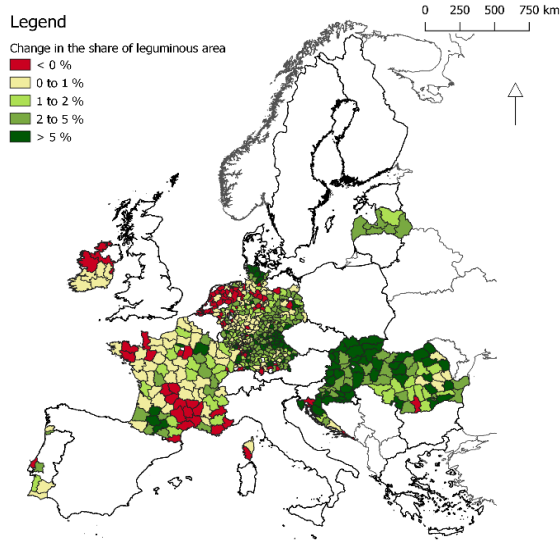 Legend
Change in the share of leguminous area
< 0 %
0 to 1 %
1 to 2 %
2 to 5 %
> 5 %
0 250 500 750 km